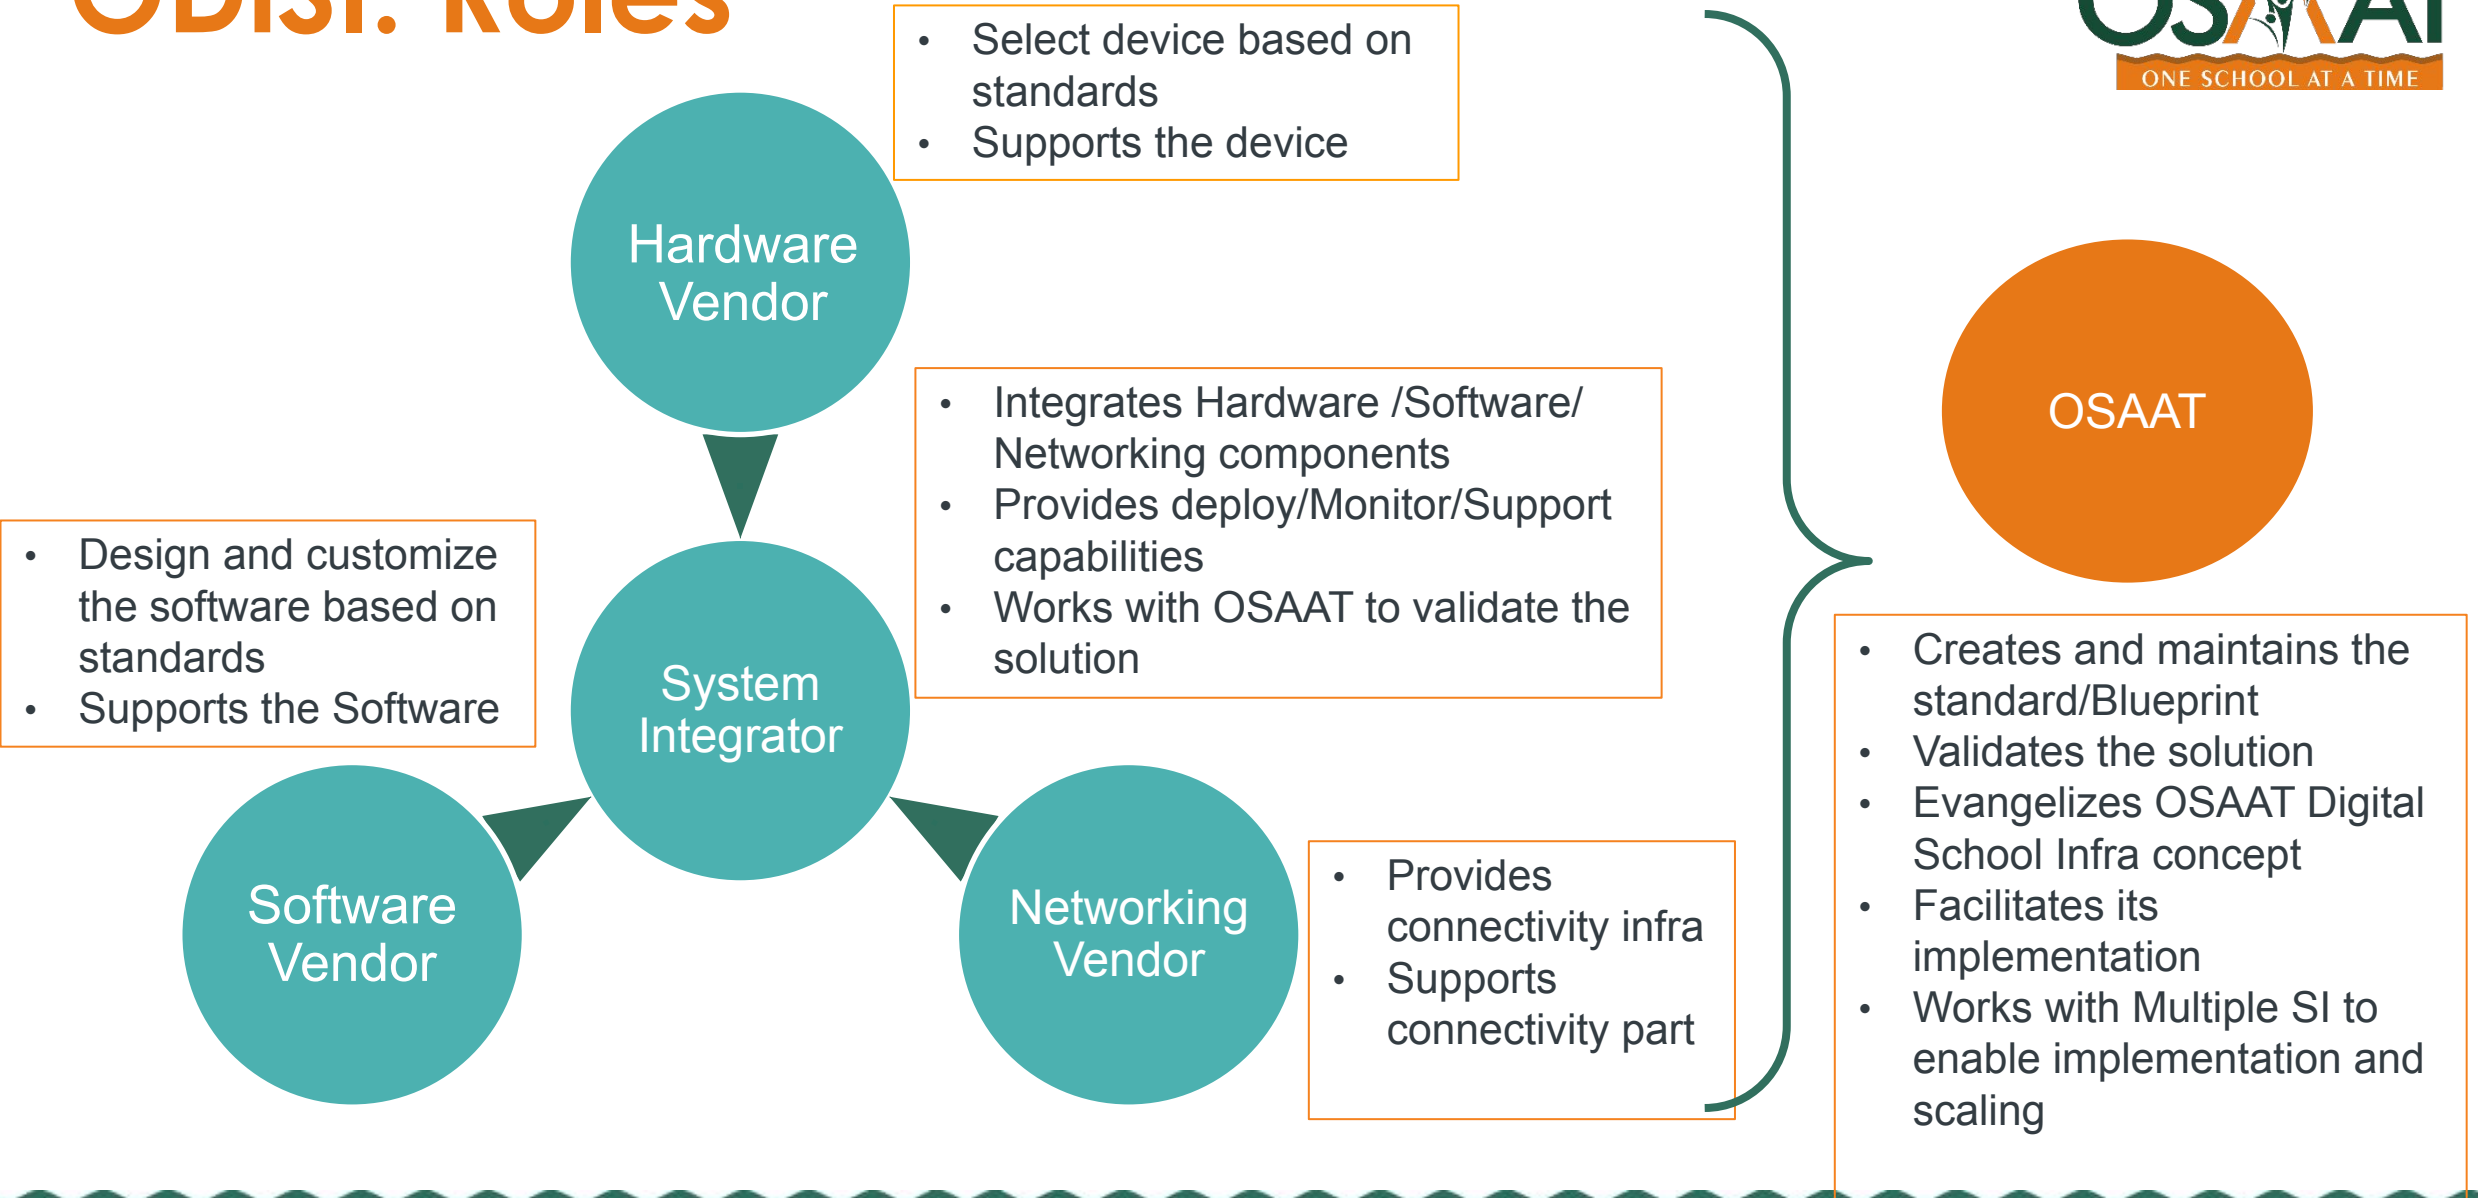 ODISI: Roles
OSAAT
ONE SCHOOL AT A TIME
• Select device based on
standards
• Supports the device
Hardware
Vendor
• Integrates Hardware /Software/
Networking components
• Provides deploy/Monitor/Support
capabilities
• Works with OSAAT to validate the
solution
OSAAT
• Design and customize
the software based on
standards
• Supports the Software
System
Integrator
Software
Vendor
Networking
Vendor
• Provides
connectivity infra
• Supports
connectivity part
• Creates and maintains the
standard/Blueprint
• Validates the solution
• Evangelizes OSAAT Digital
School Infra concept
• Facilitates its
implementation
• Works with Multiple SI to
enable implementation and
scaling